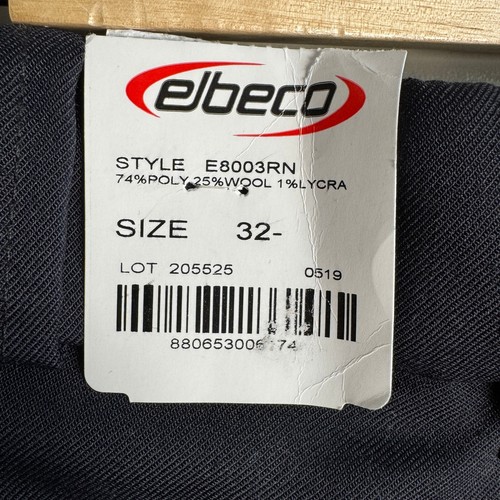 elbeco
STYLE E8003RN
74%POLY 25%WOOL 1%LYCRA
SIZE 32-
LOT 205525 0519